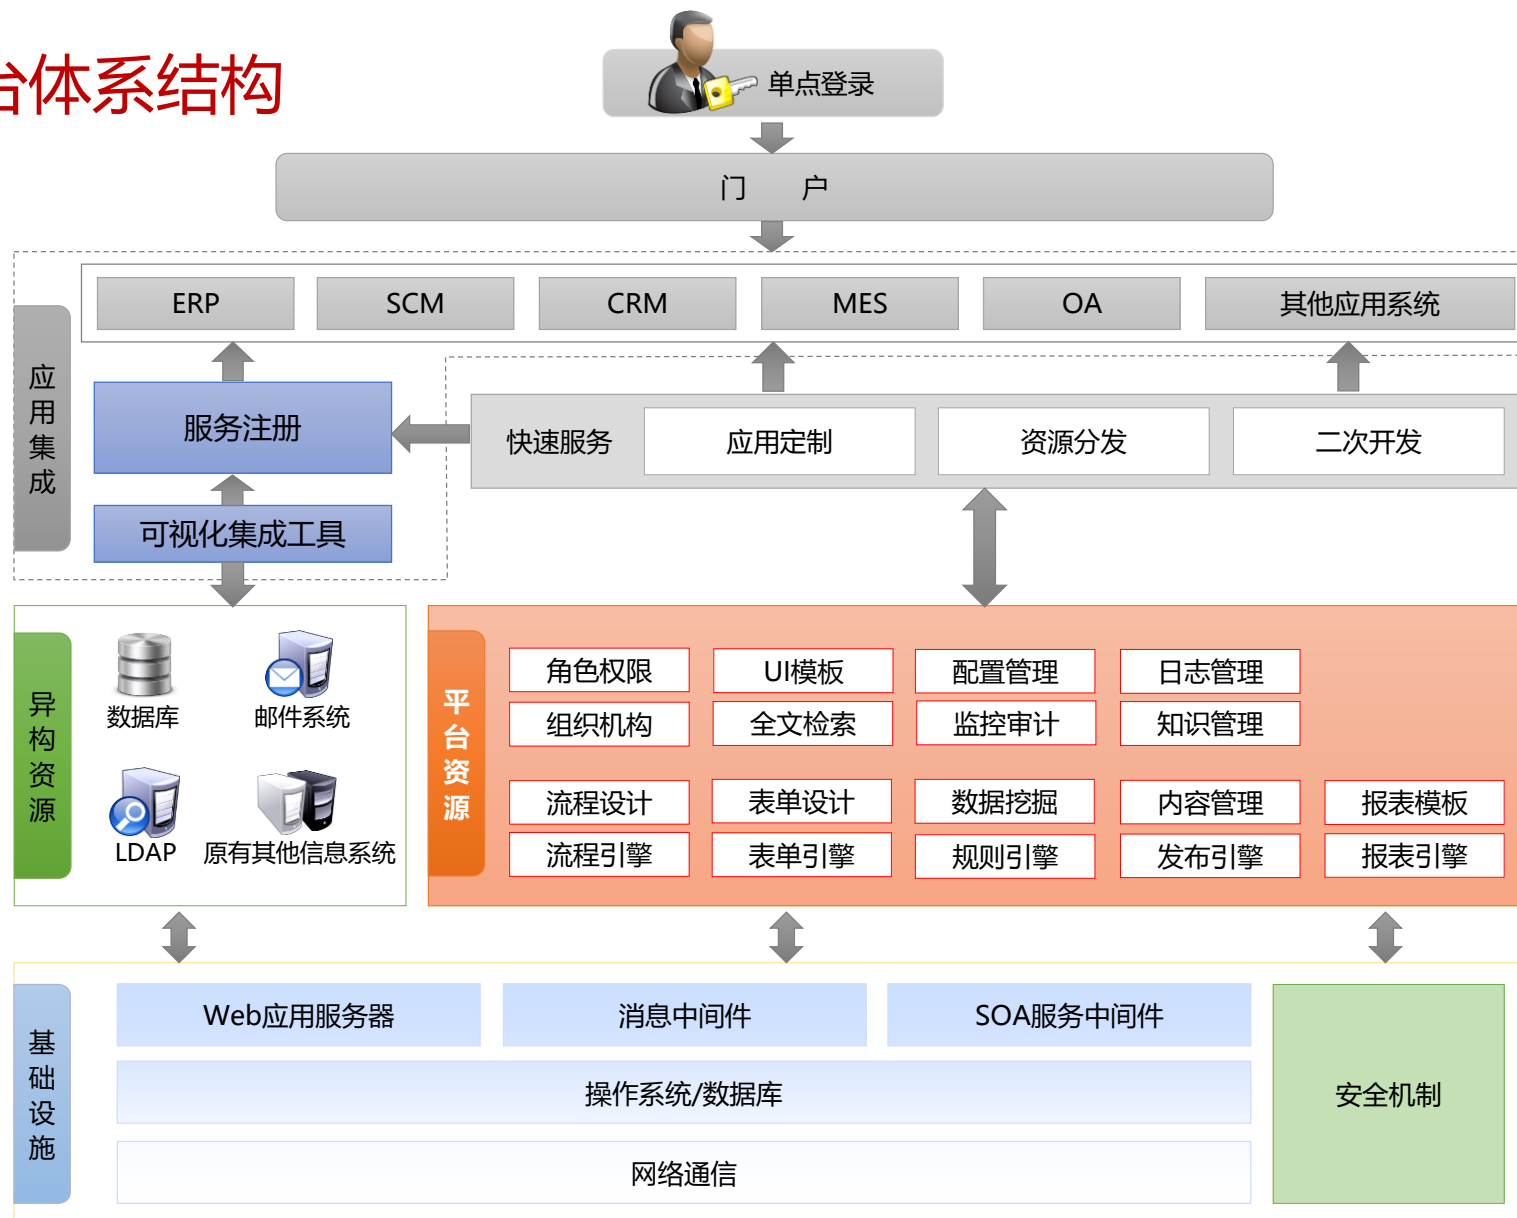 台体系结构
单点登录
门 户
应用集成
ERP
SCM
CRM
MES
OA
其他应用系统
服务注册
快速服务
应用定制
资源分发
二次开发
可视化集成工具
异构资源
数据库
邮件系统
LDAP
原有其他信息系统
平台资源
角色权限
UI模板
配置管理
日志管理
组织机构
全文检索
监控审计
知识管理
流程设计
表单设计
数据挖掘
内容管理
报表模板
流程引擎
表单引擎
规则引擎
发布引擎
报表引擎
基础设施
Web应用服务器
消息中间件
SOA服务中间件
操作系统/数据库
网络通信
安全机制